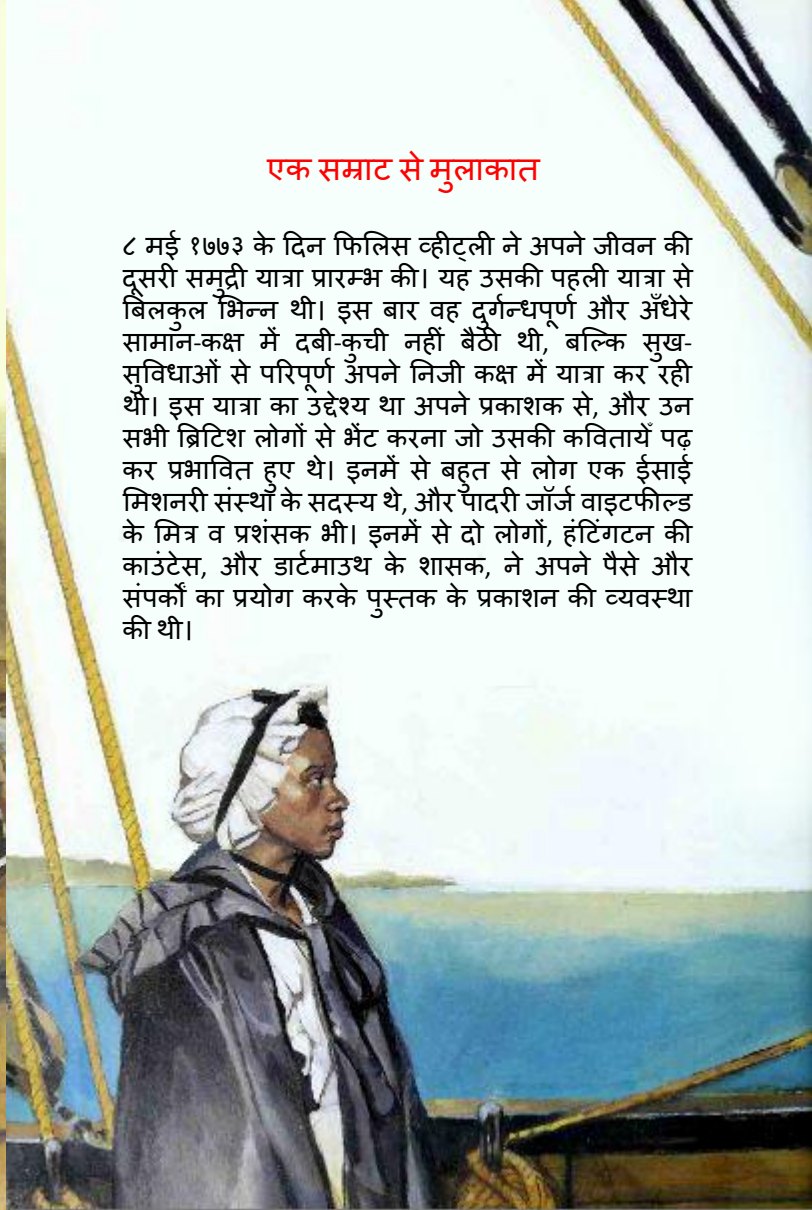 एक सम्राट से मुलाकात
८ मई १७७३ के दिन फिलिस व्हीट्ली ने अपने जीवन की
दूसरी समुद्री यात्रा प्रारम्भ की। यह उसकी पहली यात्रा से
बिलकुल भिन्न थी। इस बार वह दुर्गन्धपूर्ण और अँधेरे
सामान-कक्ष में दबी-कुची नहीं बैठी थी, बल्कि सुख-
सुविधाओं से परिपूर्ण अपने निजी कक्ष में यात्रा कर रही
थी। इस यात्रा का उद्देश्य था अपने प्रकाशक से, और उन
सभी ब्रिटिश लोगों से भेंट करना जो उसकी कवितायेँ पढ़
कर प्रभावित हुए थे। इनमें से बहुत से लोग एक ईसाई
मिशनरी संस्था के सदस्य थे, और पादरी जॉर्ज वाइटफील्ड
के मित्र व प्रशंसक भी। इनमें से दो लोगों, हंटिंगटन की
काउंटेस, और डार्टमाउथ के शासक, ने अपने पैसे और
संपर्कों का प्रयोग करके पुस्तक के प्रकाशन की व्यवस्था
की थी।